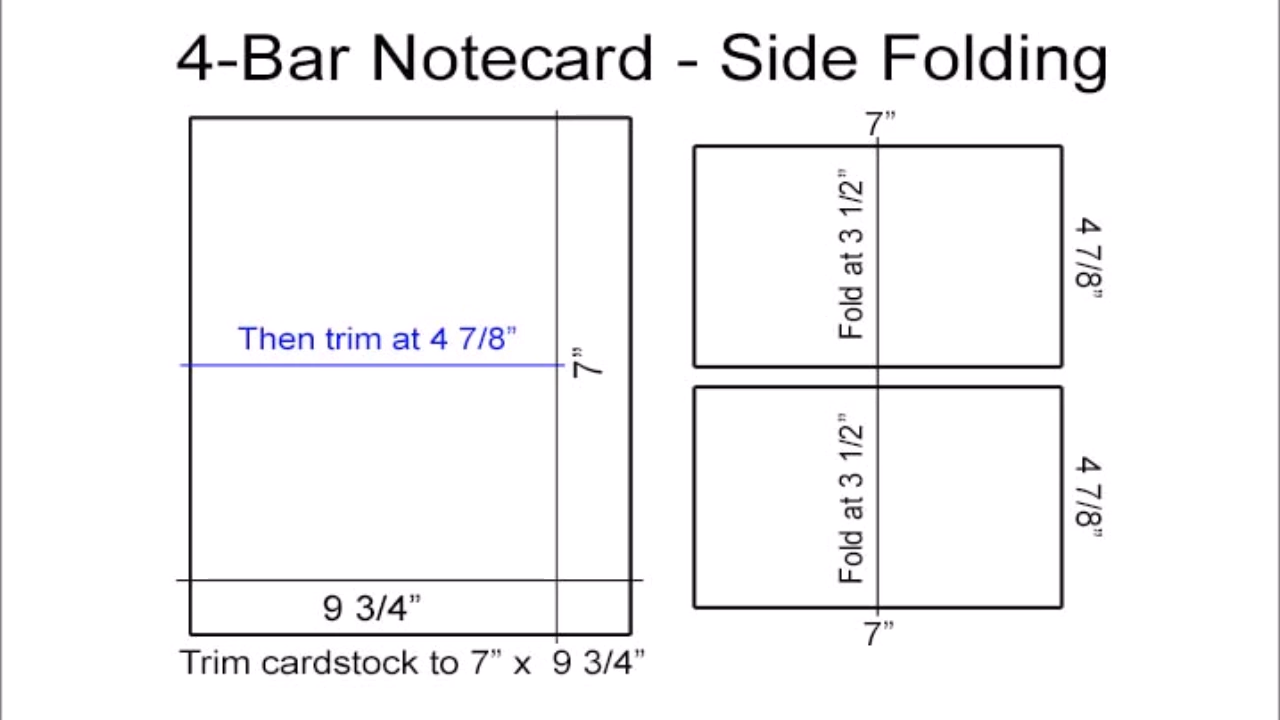 4-Bar Notecard - Side Folding
Then trim at 4 7/8”
7”
9 3/4”
Trim cardstock to 7” x 9 3/4”
7”
Fold at 3 1/2”
4 7/8”
Fold at 3 1/2”
4 7/8”
7”